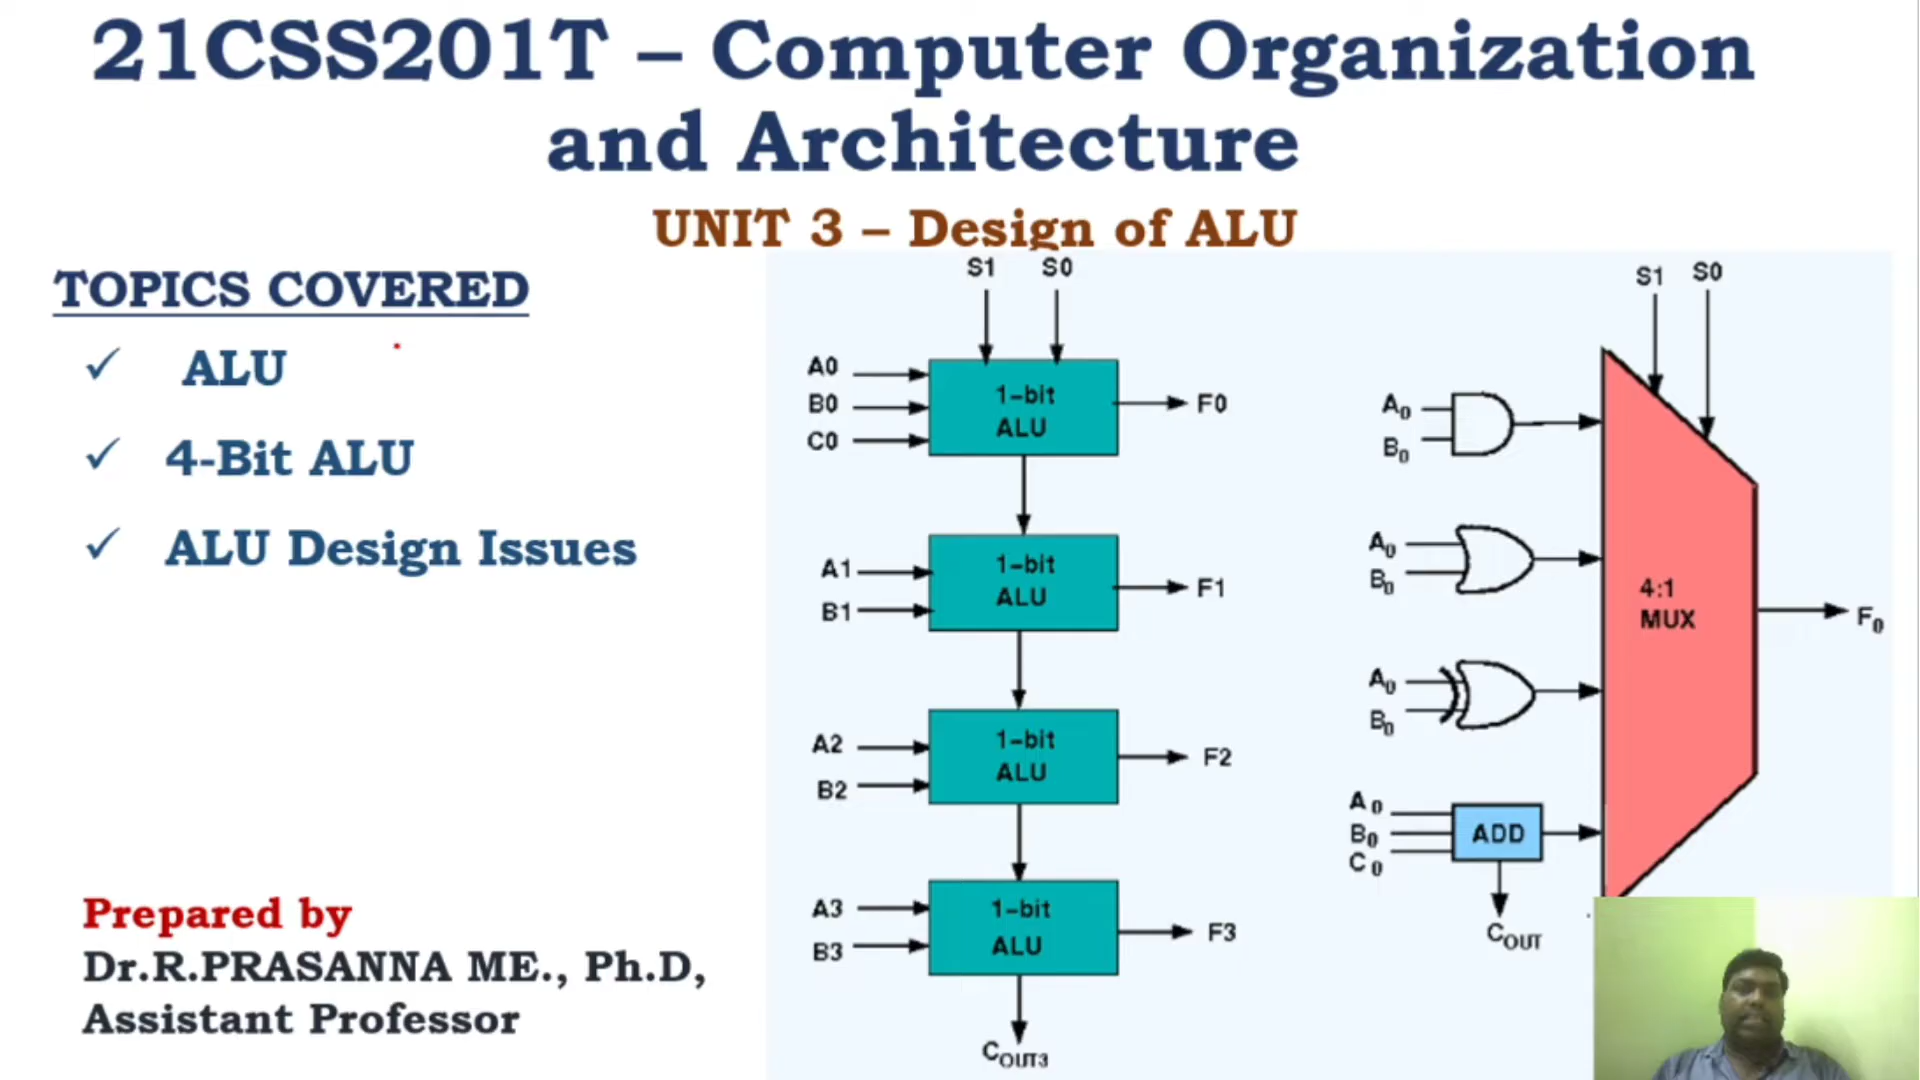 21CSS201T – Computer Organization
and Architecture
UNIT 3 – Design of ALU
TOPICS COVERED
✓ ALU
✓ 4-Bit ALU
✓ ALU Design Issues
Prepared by
Dr.R.PRASANNA ME., Ph.D,
Assistant Professor
S1 S0
A0
B0
C0
1-bit
ALU
F0
A1
B1
1-bit
ALU
F1
A2
B2
1-bit
ALU
F2
A3
B3
1-bit
ALU
F3
COUT3
S1 S0
A0
B0
A0
B0
A0
B0
A0
B0
C0
ADD
COUT
4:1
MUX
F0